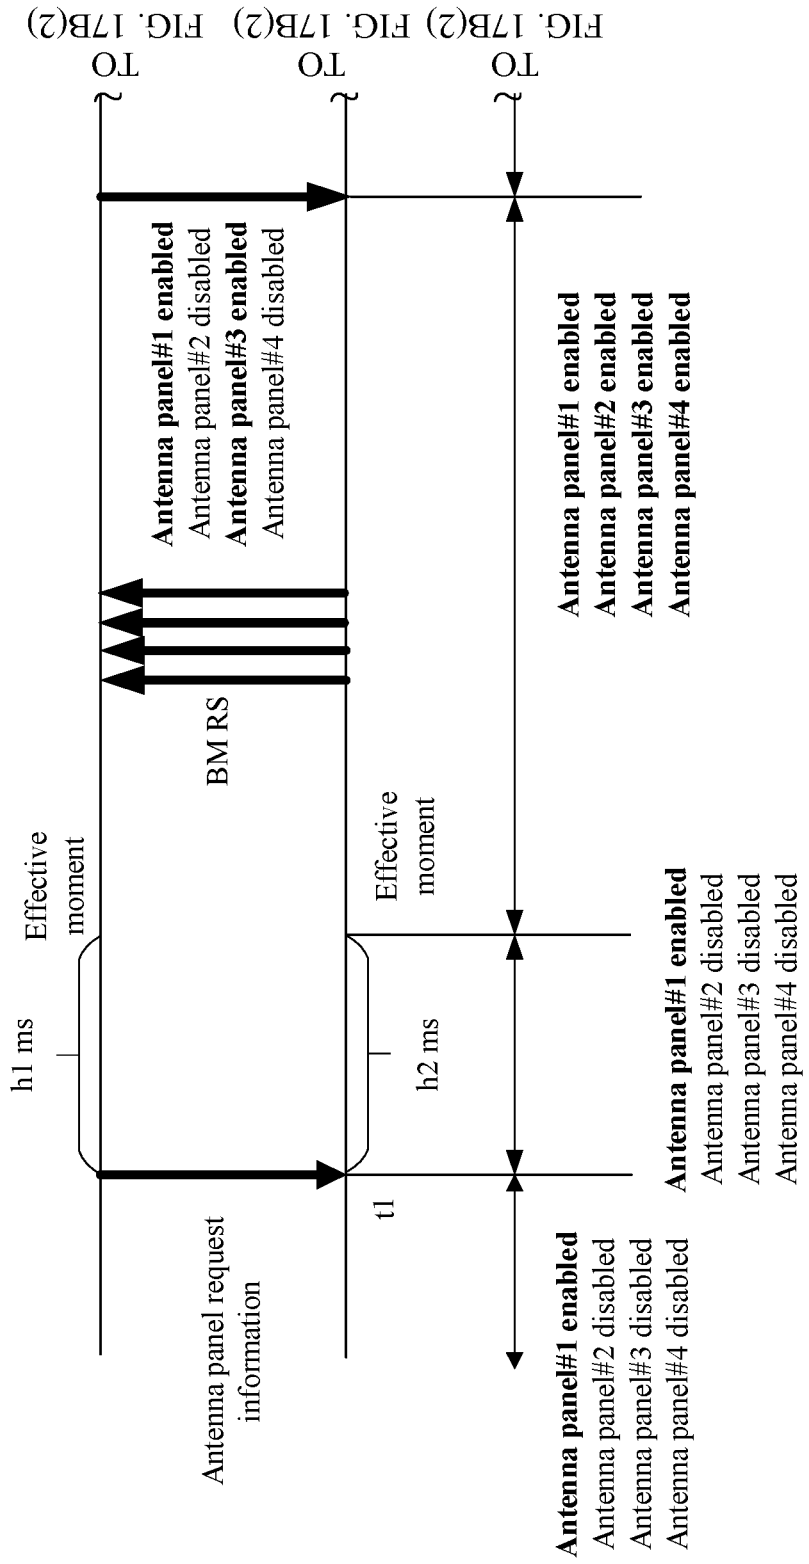 TO
FIG. 17B(2)
TO
FIG. 17B(2)
TO
FIG. 17B(2)
h1 ms
Effective
moment
Antenna panel request
information
BM RS
Antenna panel#1 enabled
Antenna panel#2 disabled
Antenna panel#3 enabled
Antenna panel#4 disabled
t1
h2 ms
Effective
moment
Antenna panel#1 enabled
Antenna panel#2 disabled
Antenna panel#3 disabled
Antenna panel#4 disabled
Antenna panel#1 enabled
Antenna panel#2 disabled
Antenna panel#3 disabled
Antenna panel#4 disabled
Antenna panel#1 enabled
Antenna panel#2 enabled
Antenna panel#3 enabled
Antenna panel#4 enabled